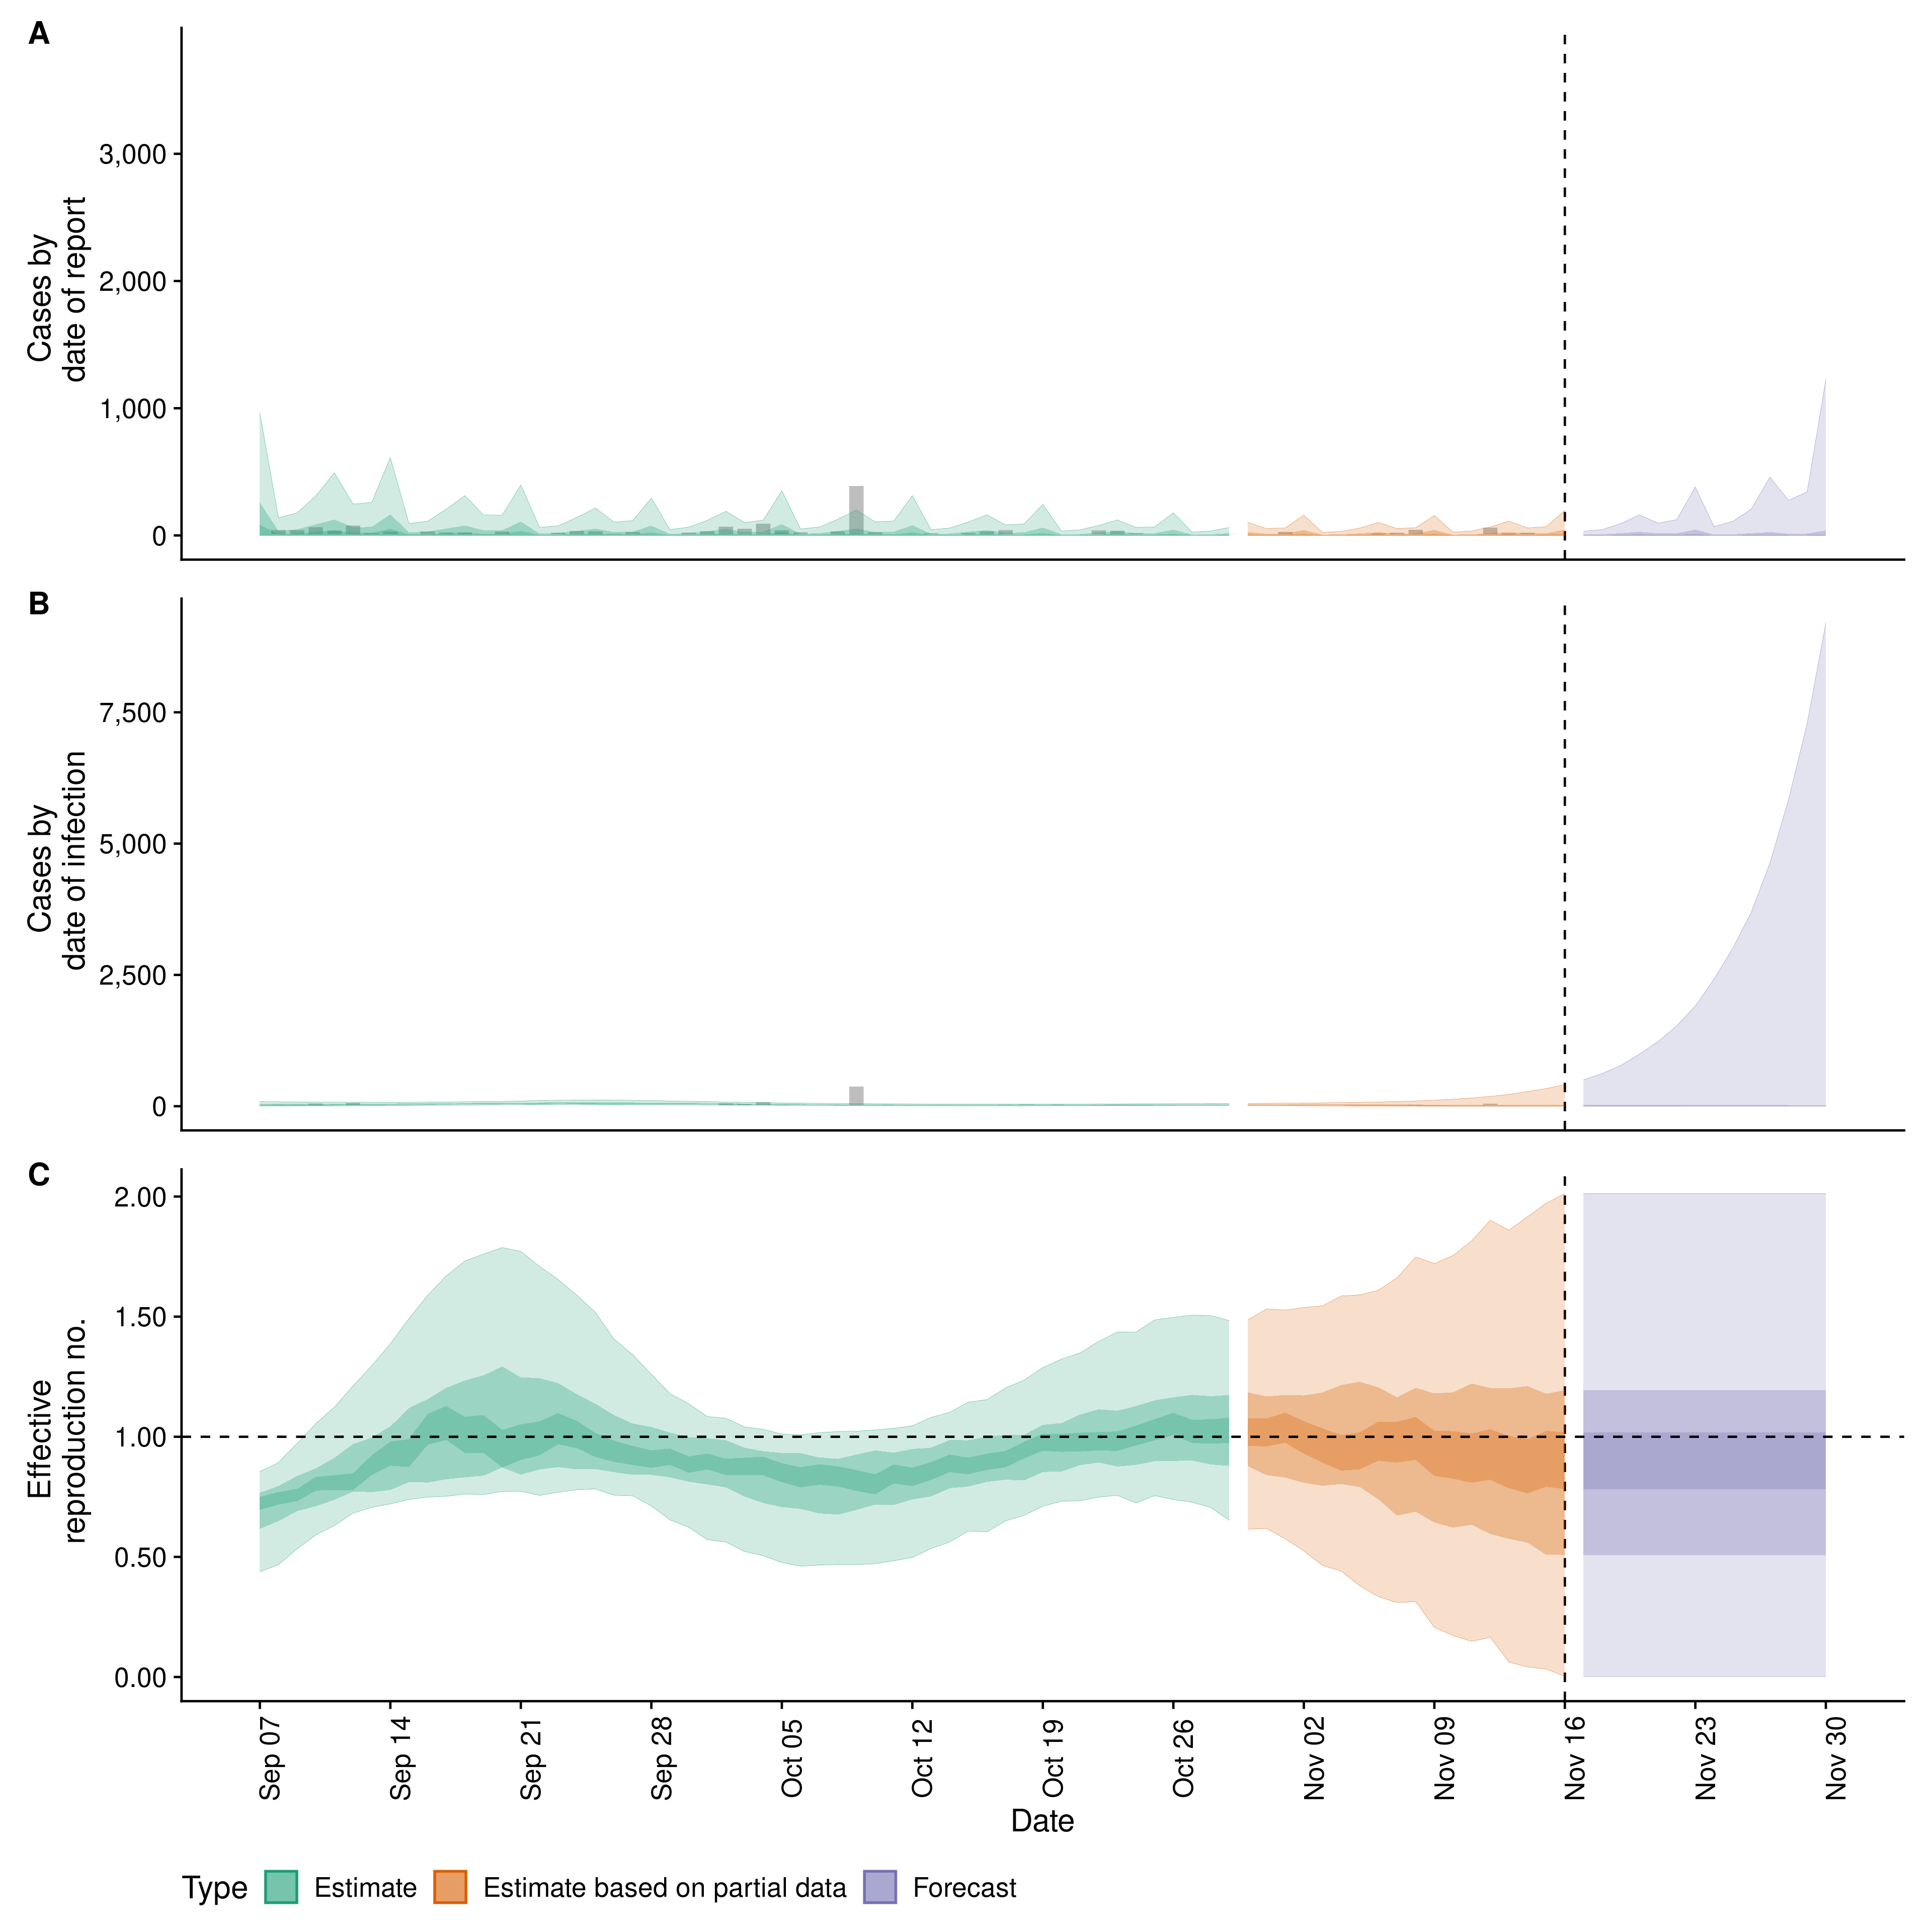 A
Cases by
date of report
3,000
2,000
1,000
0
B
Cases by
date of infection
7,500
5,000
2,500
0
C
Effective
reproduction no.
2.00
1.50
1.00
0.50
0.00
Sep 07
Sep 14
Sep 21
Sep 28
Oct 05
Oct 12
Oct 19
Oct 26
Nov 02
Nov 09
Nov 16
Nov 23
Nov 30
Date
Type Estimate Estimate based on partial data Forecast